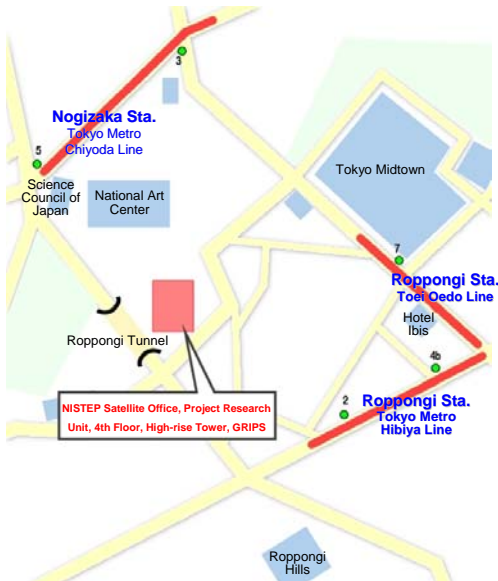 3
Nogizaka Sta.
Tokyo Metro
Chiyoda Line
5
Science
Council of
Japan
National Art
Center
Tokyo Midtown
7
Roppongi Sta.
Toei Oedo Line
Hotel
Ibis
Roppongi Tunnel
4b
2
Roppongi Sta.
Tokyo Metro
Hibiya Line
NISTEP Satellite Office, Project Research
Unit, 4th Floor, High-rise Tower, GRIPS
Roppongi
Hills